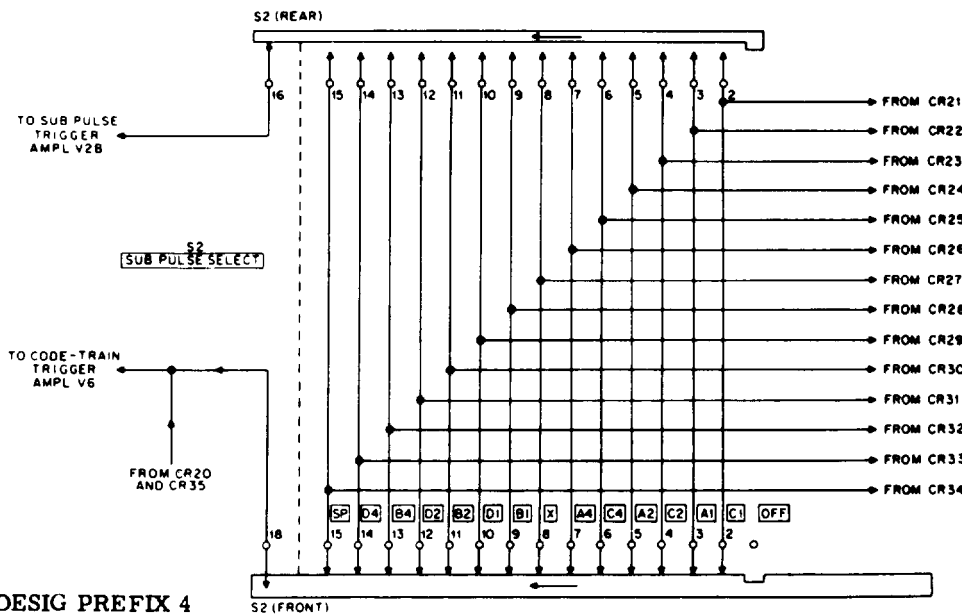 S2 (REAR)
16 15 14 13 12 11 10 9 8 7 6 5 4 3 2
FROM CR21
TO SUB PULSE
TRIGGER
AMPL V28
FROM CR22
FROM CR23
FROM CR24
FROM CR25
S2
SUB PULSE SELECT
FROM CR26
FROM CR27
FROM CR28
FROM CR29
TO CODE-TRAIN
TRIGGER
AMPL V6
FROM CR30
FROM CR31
FROM CR32
FROM CR33
FROM CR20
AND CR35
FROM CR34
SP D4 B4 D2 B2 D1 B1 X A4 C4 A2 C2 A1 C1 OFF
18 15 14 13 12 11 10 9 8 7 6 5 4 3 2
DESIG PREFIX 4
S2 (FRONT)